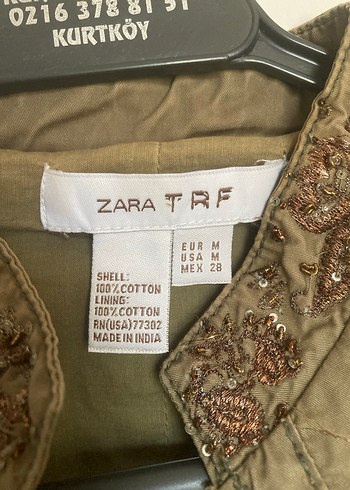 0216 378 81 51
KURTKÖY
ZARA TRF
EUR M
USA M
MEX 28
SHELL:
100%COTTON
LINING:
100%COTTON
RN(USA)77302
MADE IN INDIA